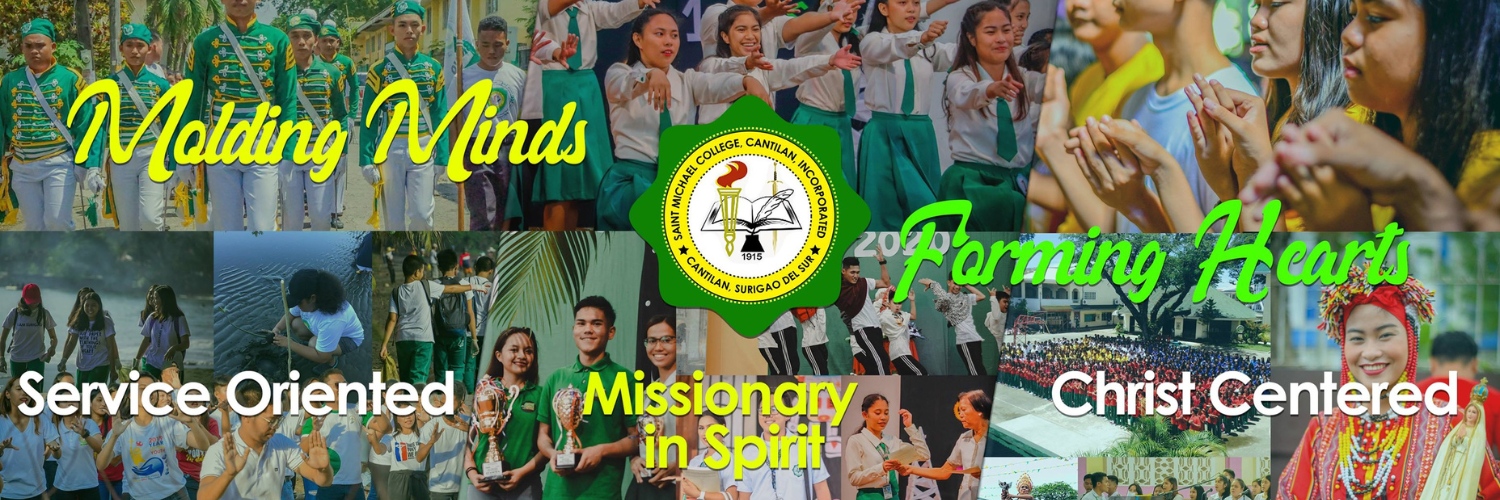 Molding Minds
SAINT MICHAEL COLLEGE, CANTILAN, INCORPORATED
1915
★ CANTILAN, SURIGAO DEL SUR ★
2020
Forming Hearts
Service Oriented
Missionary
in Spirit
Christ Centered